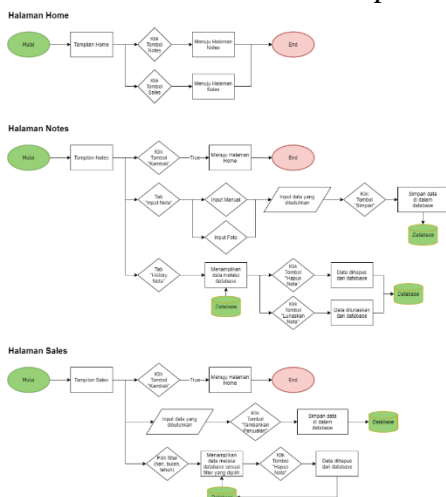 Halaman Home
Mulai
Tampilan Home
Klik
Tombol
Notes
Menuju Halaman
Notes
End
Klik
Tombol
Sales
Menuju Halaman
Sales
Halaman Notes
Mulai
Tampilan Notes
Klik
Tombol
"Kembali"
True
Menuju Halaman
Home
End
Tab
"Input Nota"
Input Manual
Input data yang
dibutuhkan
Klik
Tombol
"Simpan"
Simpan data
di dalam
database
Input Foto
Database
Tab
"History
Nota"
Menampilkan
data melalui
database
Klik
Tombol
"Hapus
Nota"
Data dihapus
dari database
Database
Database
Klik
Tombol
"Lunaskan
Nota"
Data dilunaskan
dari database
Halaman Sales
Mulai
Tampilan Sales
Klik
Tombol
"Kembali"
True
Menuju Halaman
Home
End
Input data yang
dibutuhkan
Klik
Tombol
"Tambahkan
Penjualan"
Simpan data
di dalam
database
Database
Pilih filter
(hari, bulan,
tahun)
Menampilkan
data melalui
database sesuai
filter yang dipilih
Klik
Tombol
"Hapus
Nota"
Data dihapus
dari database
Database